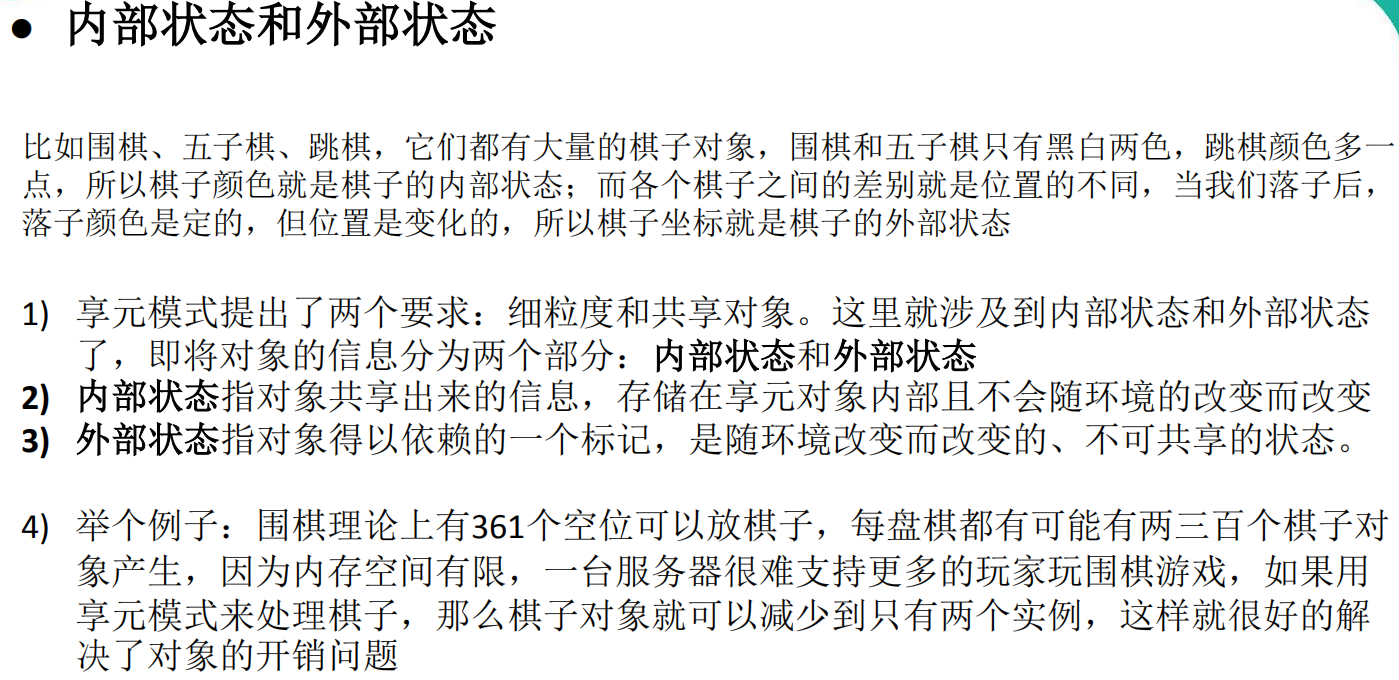 ● 内部状态和外部状态
比如围棋、五子棋、跳棋，它们都有大量的棋子对象，围棋和五子棋只有黑白两色，跳棋颜色多一
点，所以棋子颜色就是棋子的内部状态；而各个棋子之间的差别就是位置的不同，当我们落子后，
落子颜色是定的，但位置是变化的，所以棋子坐标就是棋子的外部状态
1) 享元模式提出了两个要求：细粒度和共享对象。这里就涉及到内部状态和外部状态
了，即将对象的信息分为两个部分：内部状态和外部状态
2) 内部状态指对象共享出来的信息，存储在享元对象内部且不会随环境的改变而改变
3) 外部状态指对象得以依赖的一个标记，是随环境改变而改变的、不可共享的状态。
4) 举个例子：围棋理论上有361个空位可以放棋子，每盘棋都有可能有两三百个棋子对
象产生，因为内存空间有限，一台服务器很难支持更多的玩家玩围棋游戏，如果用
享元模式来处理棋子，那么棋子对象就可以减少到只有两个实例，这样就很好的解
决了对象的开销问题